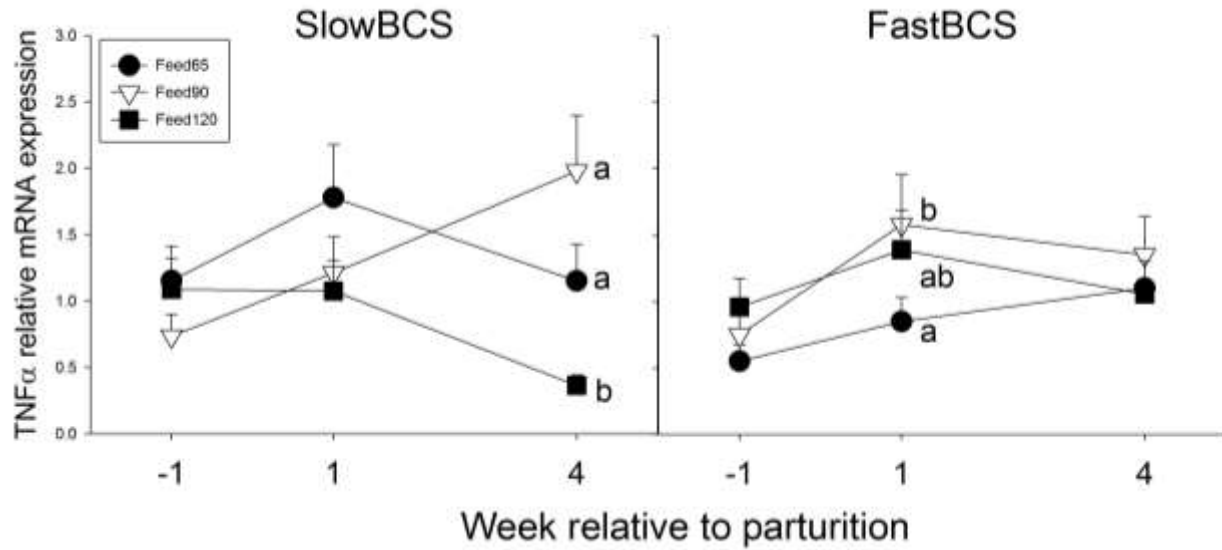 SlowBCS
FastBCS
TNFα relative mRNA expression
3.0
2.5
2.0
1.5
1.0
0.5
0.0
Feed65
Feed90
Feed120
a
a
b
b
ab
a
-1 1 4 -1 1 4
Week relative to parturition